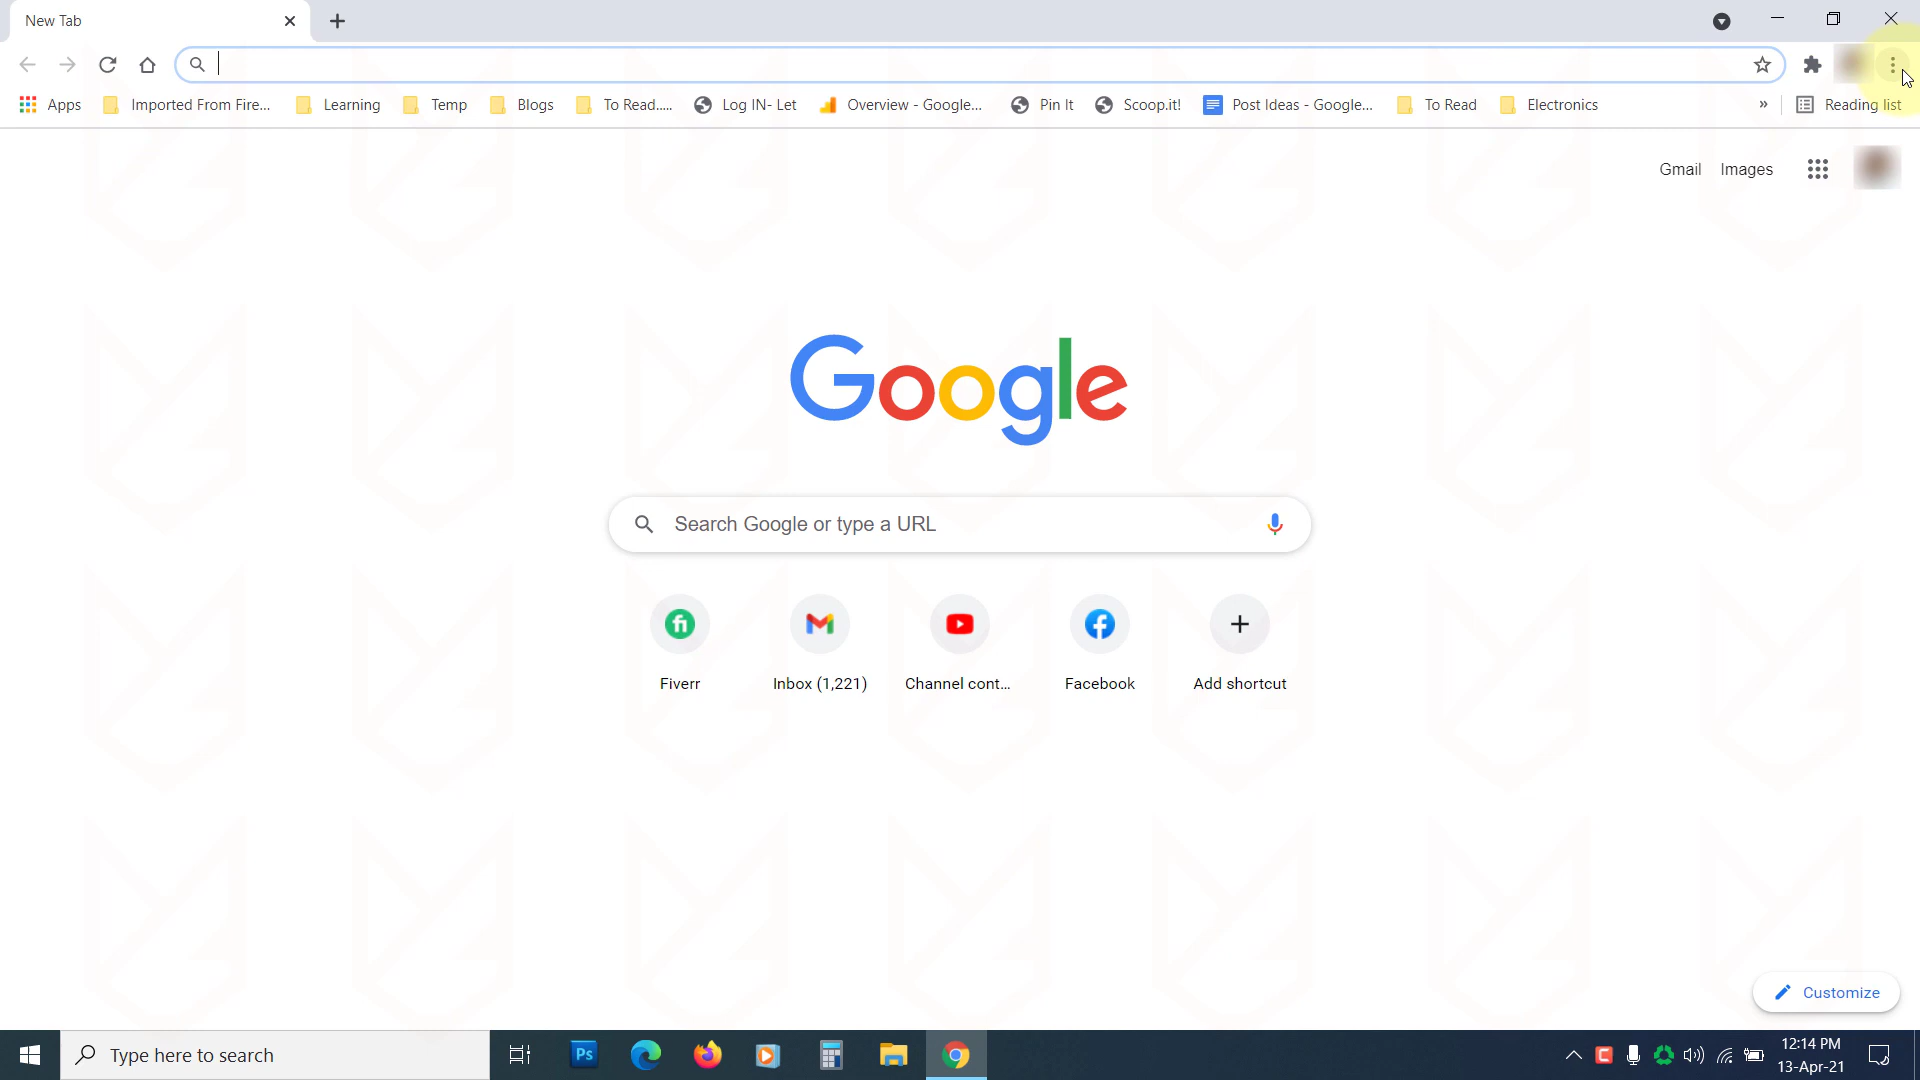 New Tab
Apps Imported From Fire... Learning Temp Blogs To Read..... Log IN- Let Overview - Google... Pin It Scoop.it! Post Ideas - Google... To Read Electronics » Reading list
Gmail Images
Google
Search Google or type a URL
Fiverr Inbox (1,221) Channel cont... Facebook Add shortcut
Customize
Type here to search
Ps
12:14 PM
13-Apr-21